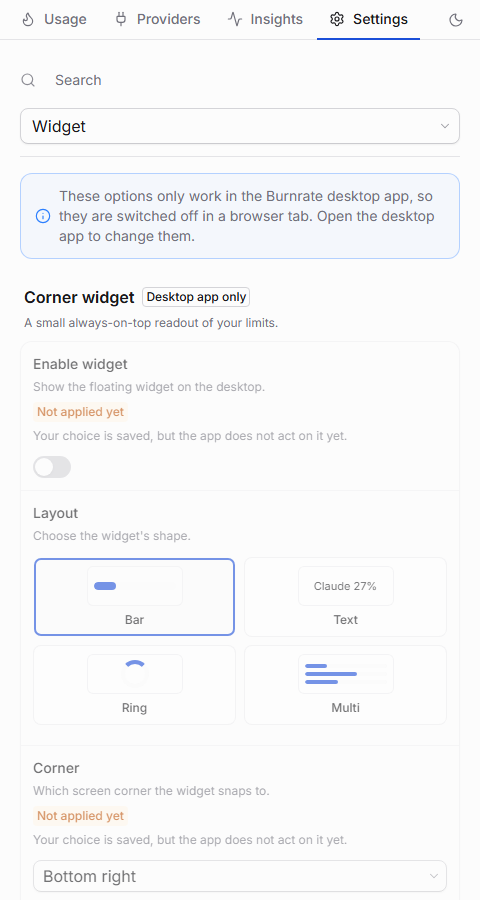 Usage
Providers
Insights
Settings
Search
Widget
These options only work in the Burnrate desktop app, so
they are switched off in a browser tab. Open the desktop
app to change them.
Corner widget
Desktop app only
A small always-on-top readout of your limits.
Enable widget
Show the floating widget on the desktop.
Not applied yet
Your choice is saved, but the app does not act on it yet.
Layout
Choose the widget's shape.
Claude 27%
Bar
Text
Ring
Multi
Corner
Which screen corner the widget snaps to.
Not applied yet
Your choice is saved, but the app does not act on it yet.
Bottom right